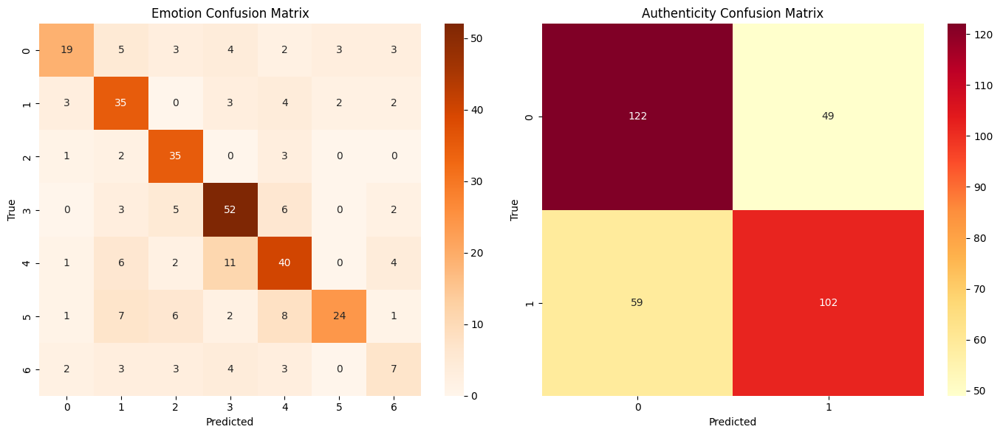 Emotion Confusion Matrix
0 19 5 3 4 2 3 3
1 3 35 0 3 4 2 2
2 1 2 35 0 3 0 0
3 0 3 5 52 6 0 2
4 1 6 2 11 40 0 4
5 1 7 6 2 8 24 1
6 2 3 3 4 3 0 7
0 1 2 3 4 5 6
Predicted
True
50
40
30
20
10
0
Authenticity Confusion Matrix
0 122 49
1 59 102
0 1
Predicted
True
120
110
100
90
80
70
60
50